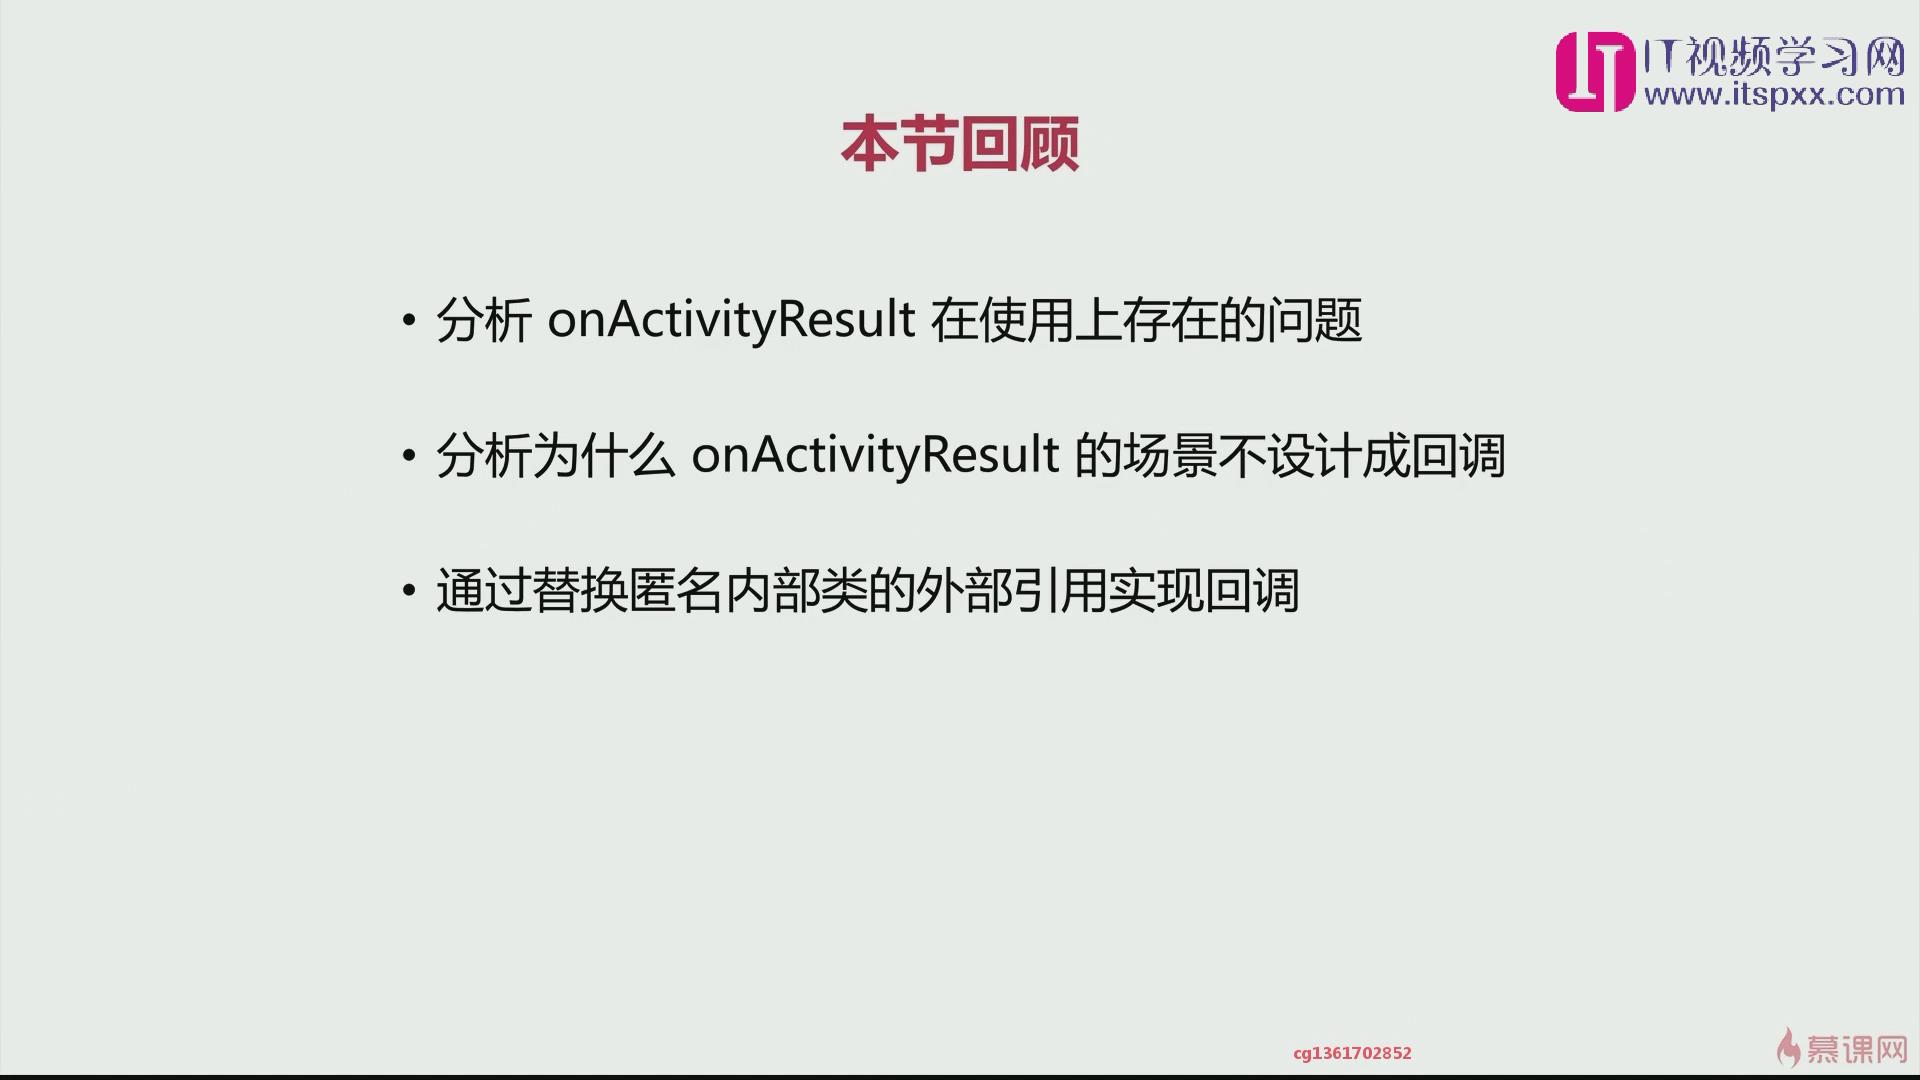 IT视频学习网
www.itspxx.com
本节回顾
• 分析 onActivityResult 在使用上存在的问题
• 分析为什么 onActivityResult 的场景不设计成回调
• 通过替换匿名内部类的外部引用实现回调
cg1361702852
慕课网